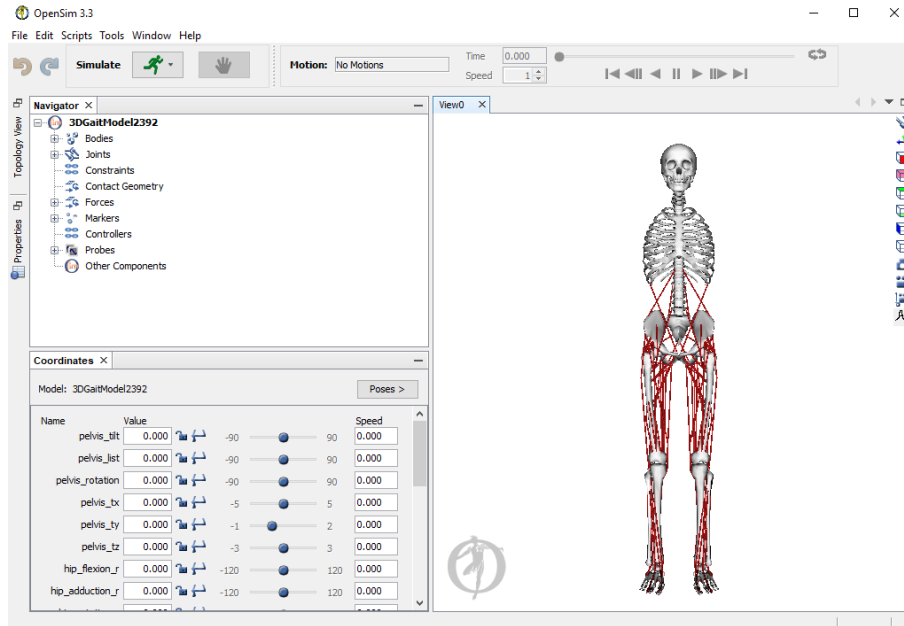 OpenSim 3.3
File Edit Scripts Tools Window Help
Simulate
Motion: No Motions
Time 0.000
Speed 1
Topology View
Properties
Navigator
3DGaitModel2392
Bodies
Joints
Constraints
Contact Geometry
Forces
Markers
Controllers
Probes
Other Components
View0
Coordinates
Model: 3DGaitModel2392 Poses >
Name Value Speed
pelvis_tilt 0.000 -90 90 0.000
pelvis_list 0.000 -90 90 0.000
pelvis_rotation 0.000 -90 90 0.000
pelvis_tx 0.000 -5 5 0.000
pelvis_ty 0.000 -1 2 0.000
pelvis_tz 0.000 -3 3 0.000
hip_flexion_r 0.000 -120 120 0.000
hip_adduction_r 0.000 -120 120 0.000